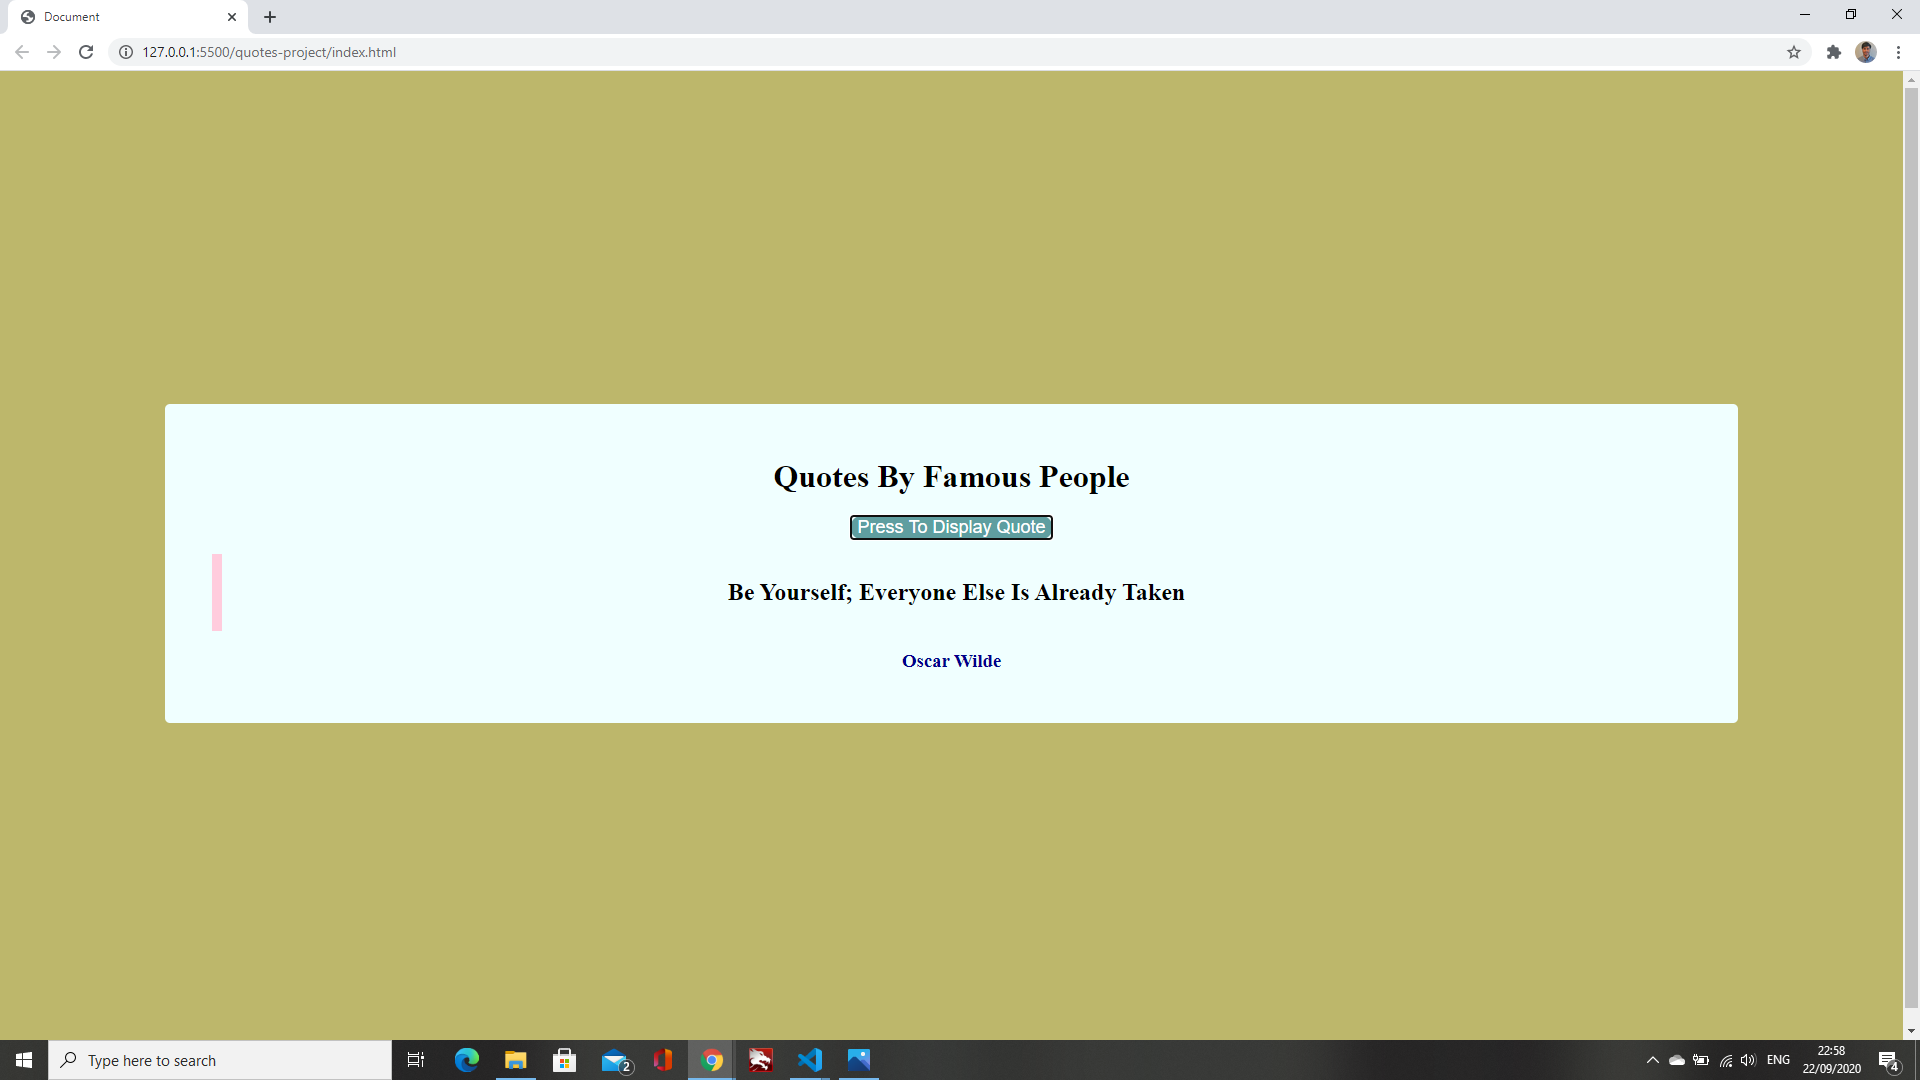 Document
127.0.0.1:5500/quotes-project/index.html
Quotes By Famous People
Press To Display Quote
Be Yourself; Everyone Else Is Already Taken
Oscar Wilde
Type here to search
2
ENG
22:58
22/09/2020
4